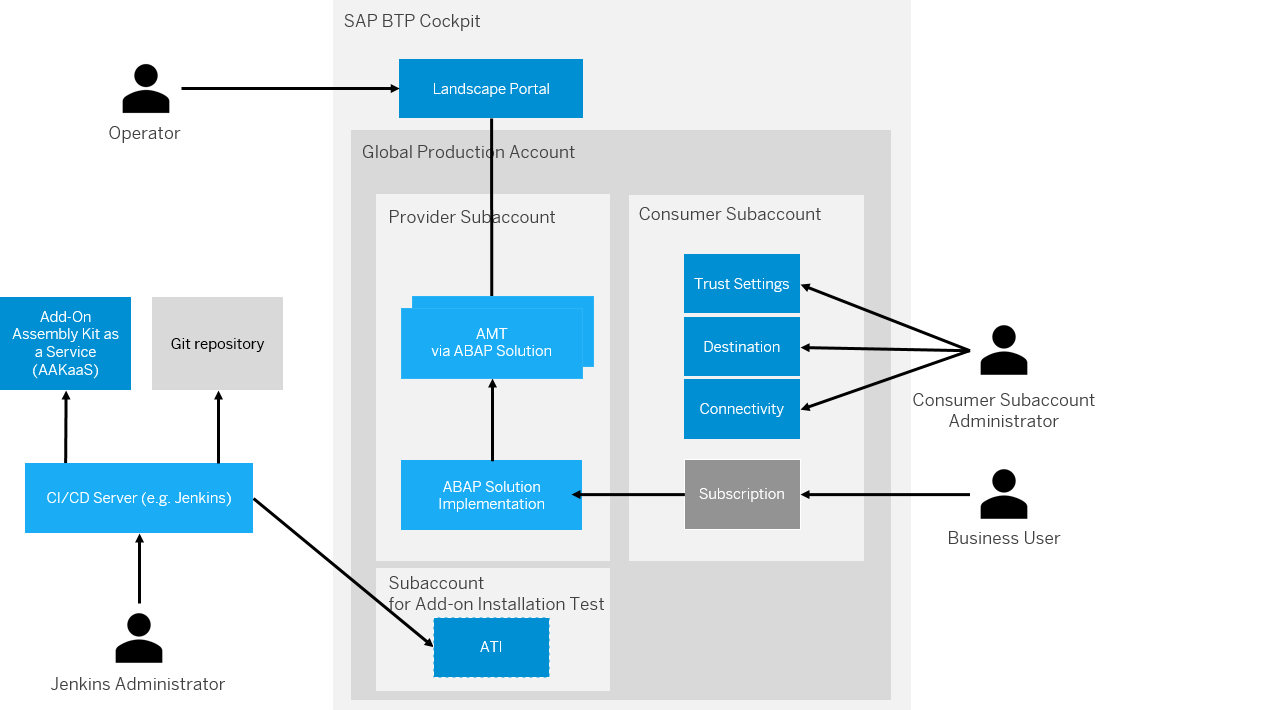 SAP BTP Cockpit
Landscape Portal
Operator
Global Production Account
Provider Subaccount
Consumer Subaccount
Trust Settings
Destination
Connectivity
Add-On
Assembly Kit as
a Service
(AAKaaS)
Git repository
AMT
via ABAP Solution
Consumer Subaccount
Administrator
CI/CD Server (e.g. Jenkins)
ABAP Solution
Implementation
Subscription
Business User
Subaccount
for Add-on Installation Test
ATI
Jenkins Administrator